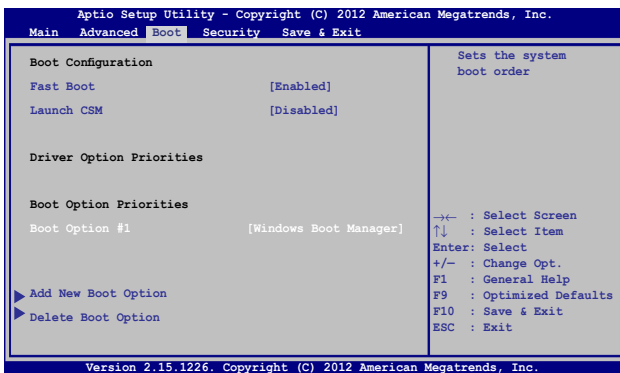 Aptio Setup Utility - Copyright (C) 2012 American Megatrends, Inc.
Main Advanced Boot Security Save & Exit
Boot Configuration
Fast Boot [Enabled]
Launch CSM [Disabled]
Driver Option Priorities
Boot Option Priorities
Boot Option #1 [Windows Boot Manager]
Add New Boot Option
Delete Boot Option
Sets the system
boot order
→← : Select Screen
↑↓ : Select Item
Enter: Select
+/— : Change Opt.
F1 : General Help
F9 : Optimized Defaults
F10 : Save & Exit
ESC : Exit
Version 2.15.1226. Copyright (C) 2012 American Megatrends, Inc.